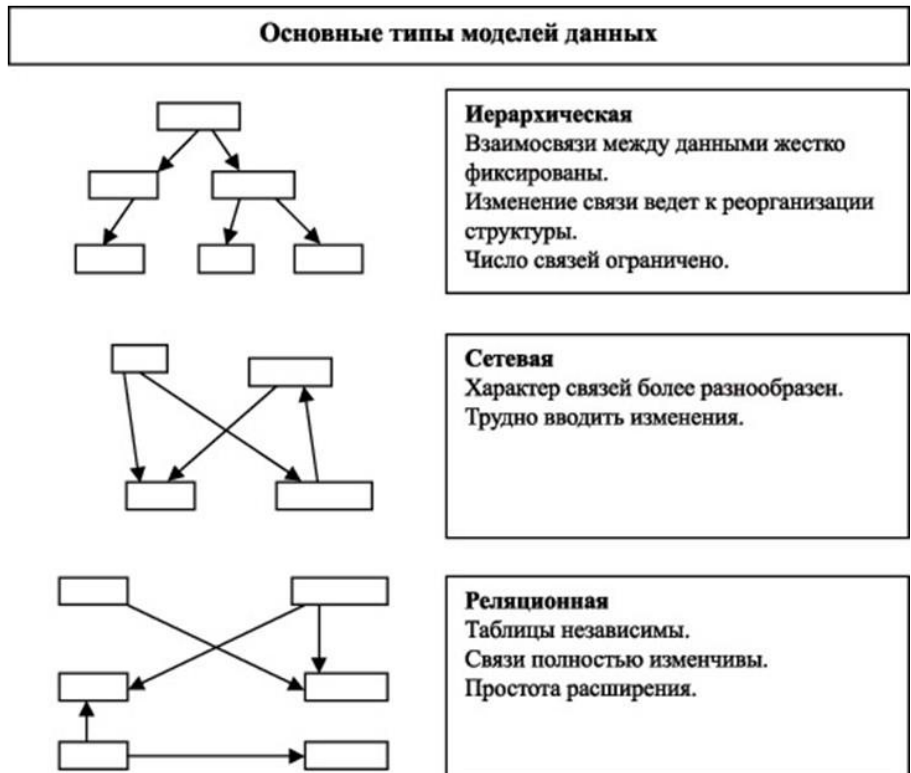 Основные типы моделей данных
Иерархическая
Взаимосвязи между данными жестко
фиксированы.
Изменение связи ведет к реорганизации
структуры.
Число связей ограничено.
Сетевая
Характер связей более разнообразен.
Трудно вводить изменения.
Реляционная
Таблицы независимы.
Связи полностью изменчивы.
Простота расширения.